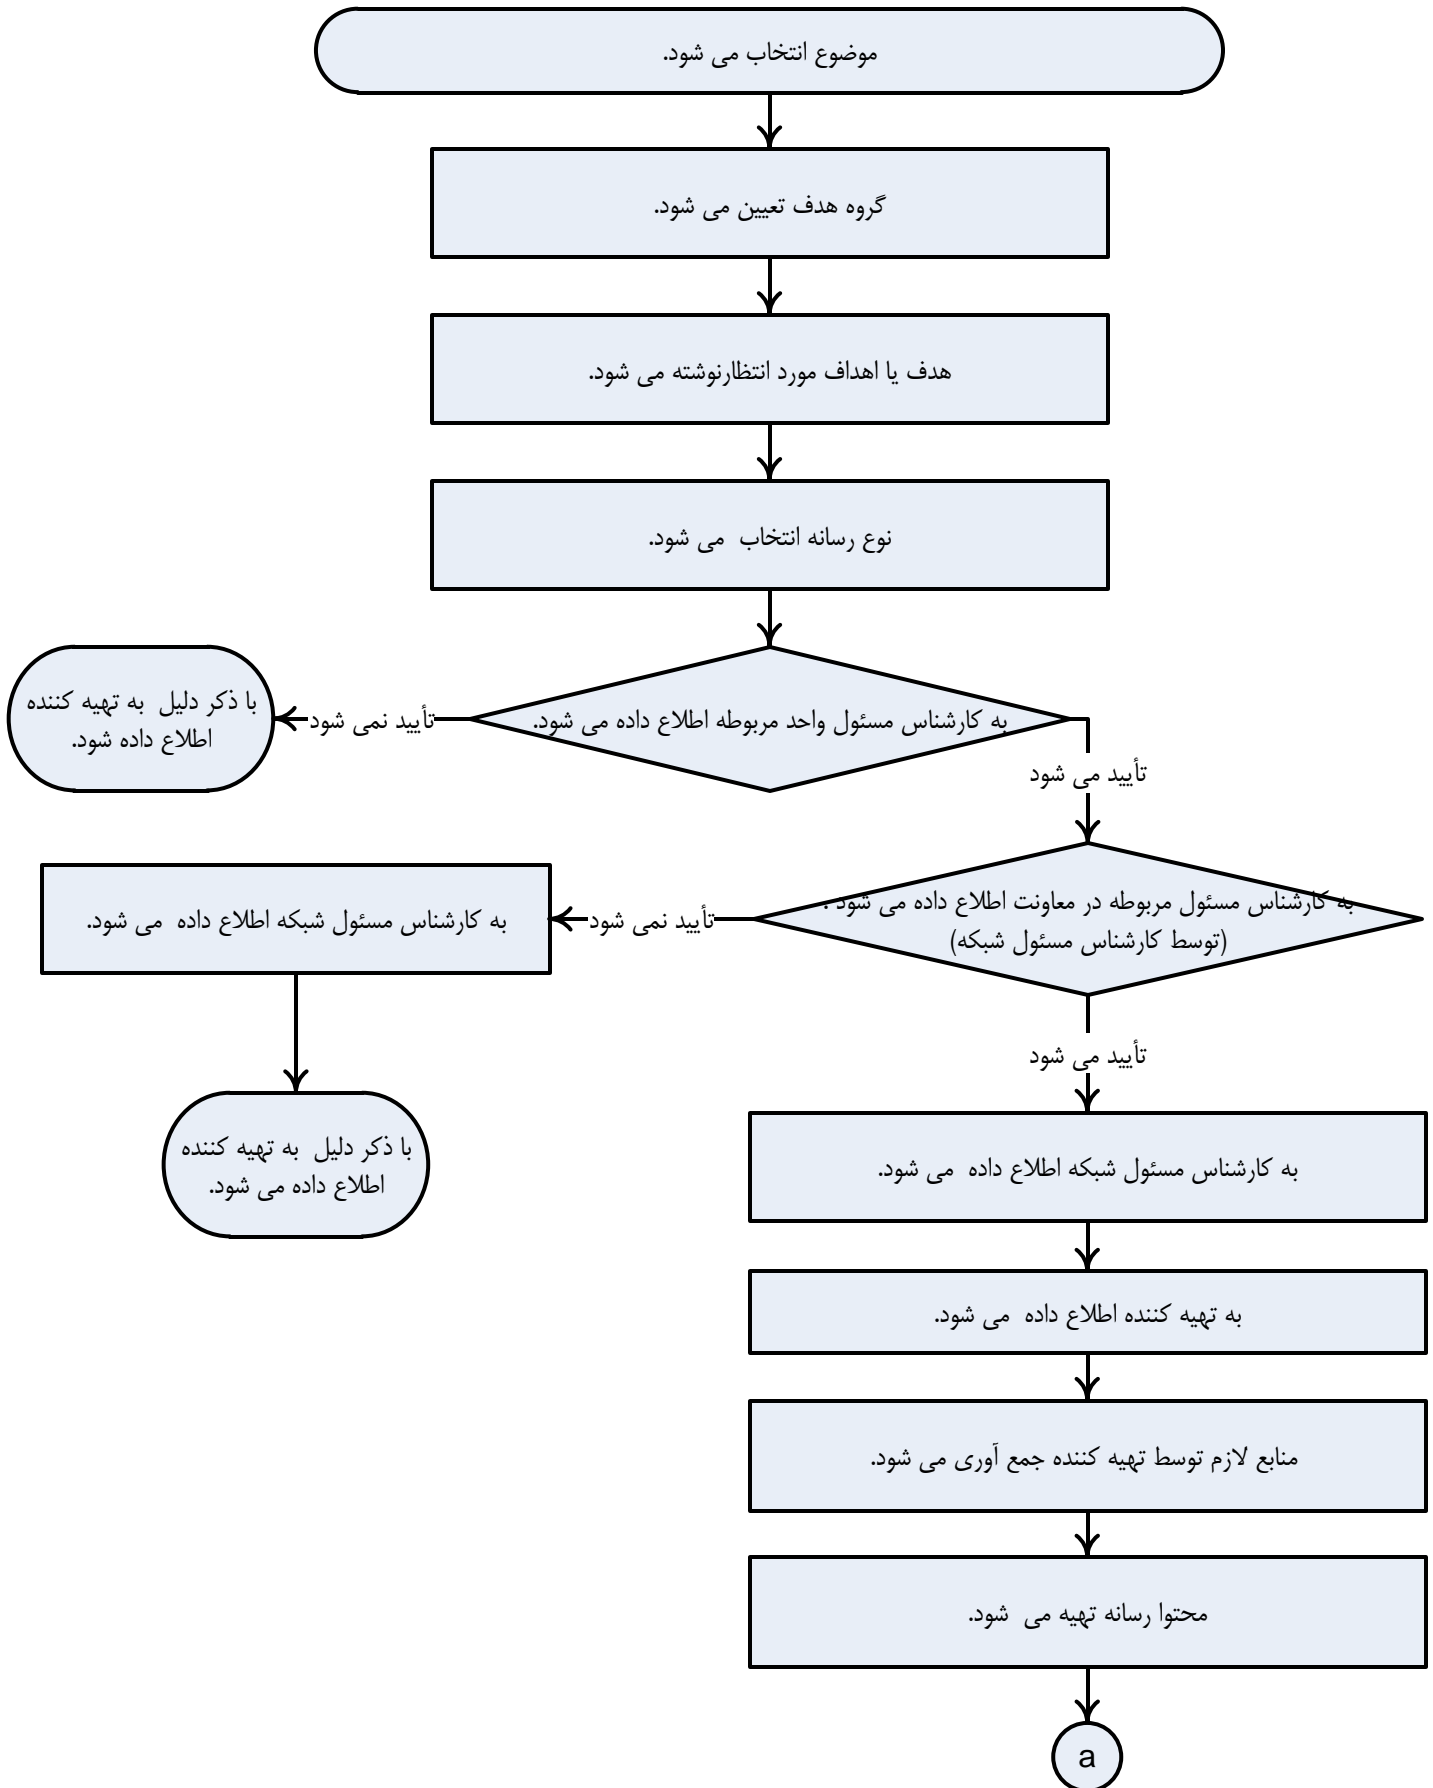 موضوع انتخاب می شود.
گروه هدف تعیین می شود.
هدف یا اهداف مورد انتظارنوشته می شود.
نوع رسانه انتخاب می شود.
به کارشناس مسئول واحد مربوطه اطلاع داده می شود.
تأیید نمی شود
با ذکر دلیل به تهیه کننده
اطلاع داده شود.
تأیید می شود
به کارشناس مسئول مربوطه در معاونت اطلاع داده می شود .
(توسط کارشناس مسئول شبکه)
تأیید نمی شود
به کارشناس مسئول شبکه اطلاع داده می شود.
با ذکر دلیل به تهیه کننده
اطلاع داده می شود.
تأیید می شود
به کارشناس مسئول شبکه اطلاع داده می شود.
به تهیه کننده اطلاع داده می شود.
منابع لازم توسط تهیه کننده جمع آوری می شود.
محتوا رسانه تهیه می شود.
a